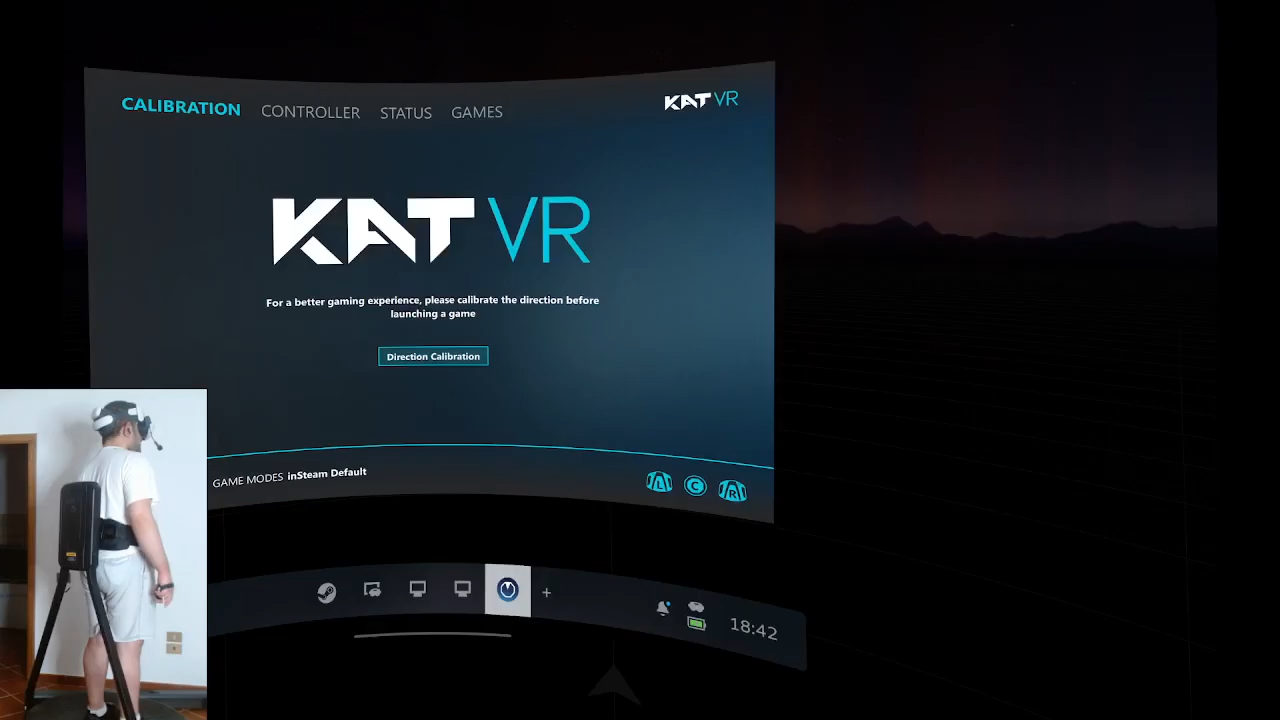 CALIBRATION CONTROLLER STATUS GAMES
KAT VR
KAT VR
For a better gaming experience, please calibrate the direction before
launching a game
Direction Calibration
GAME MODES inSteam Default
L C R
18:42